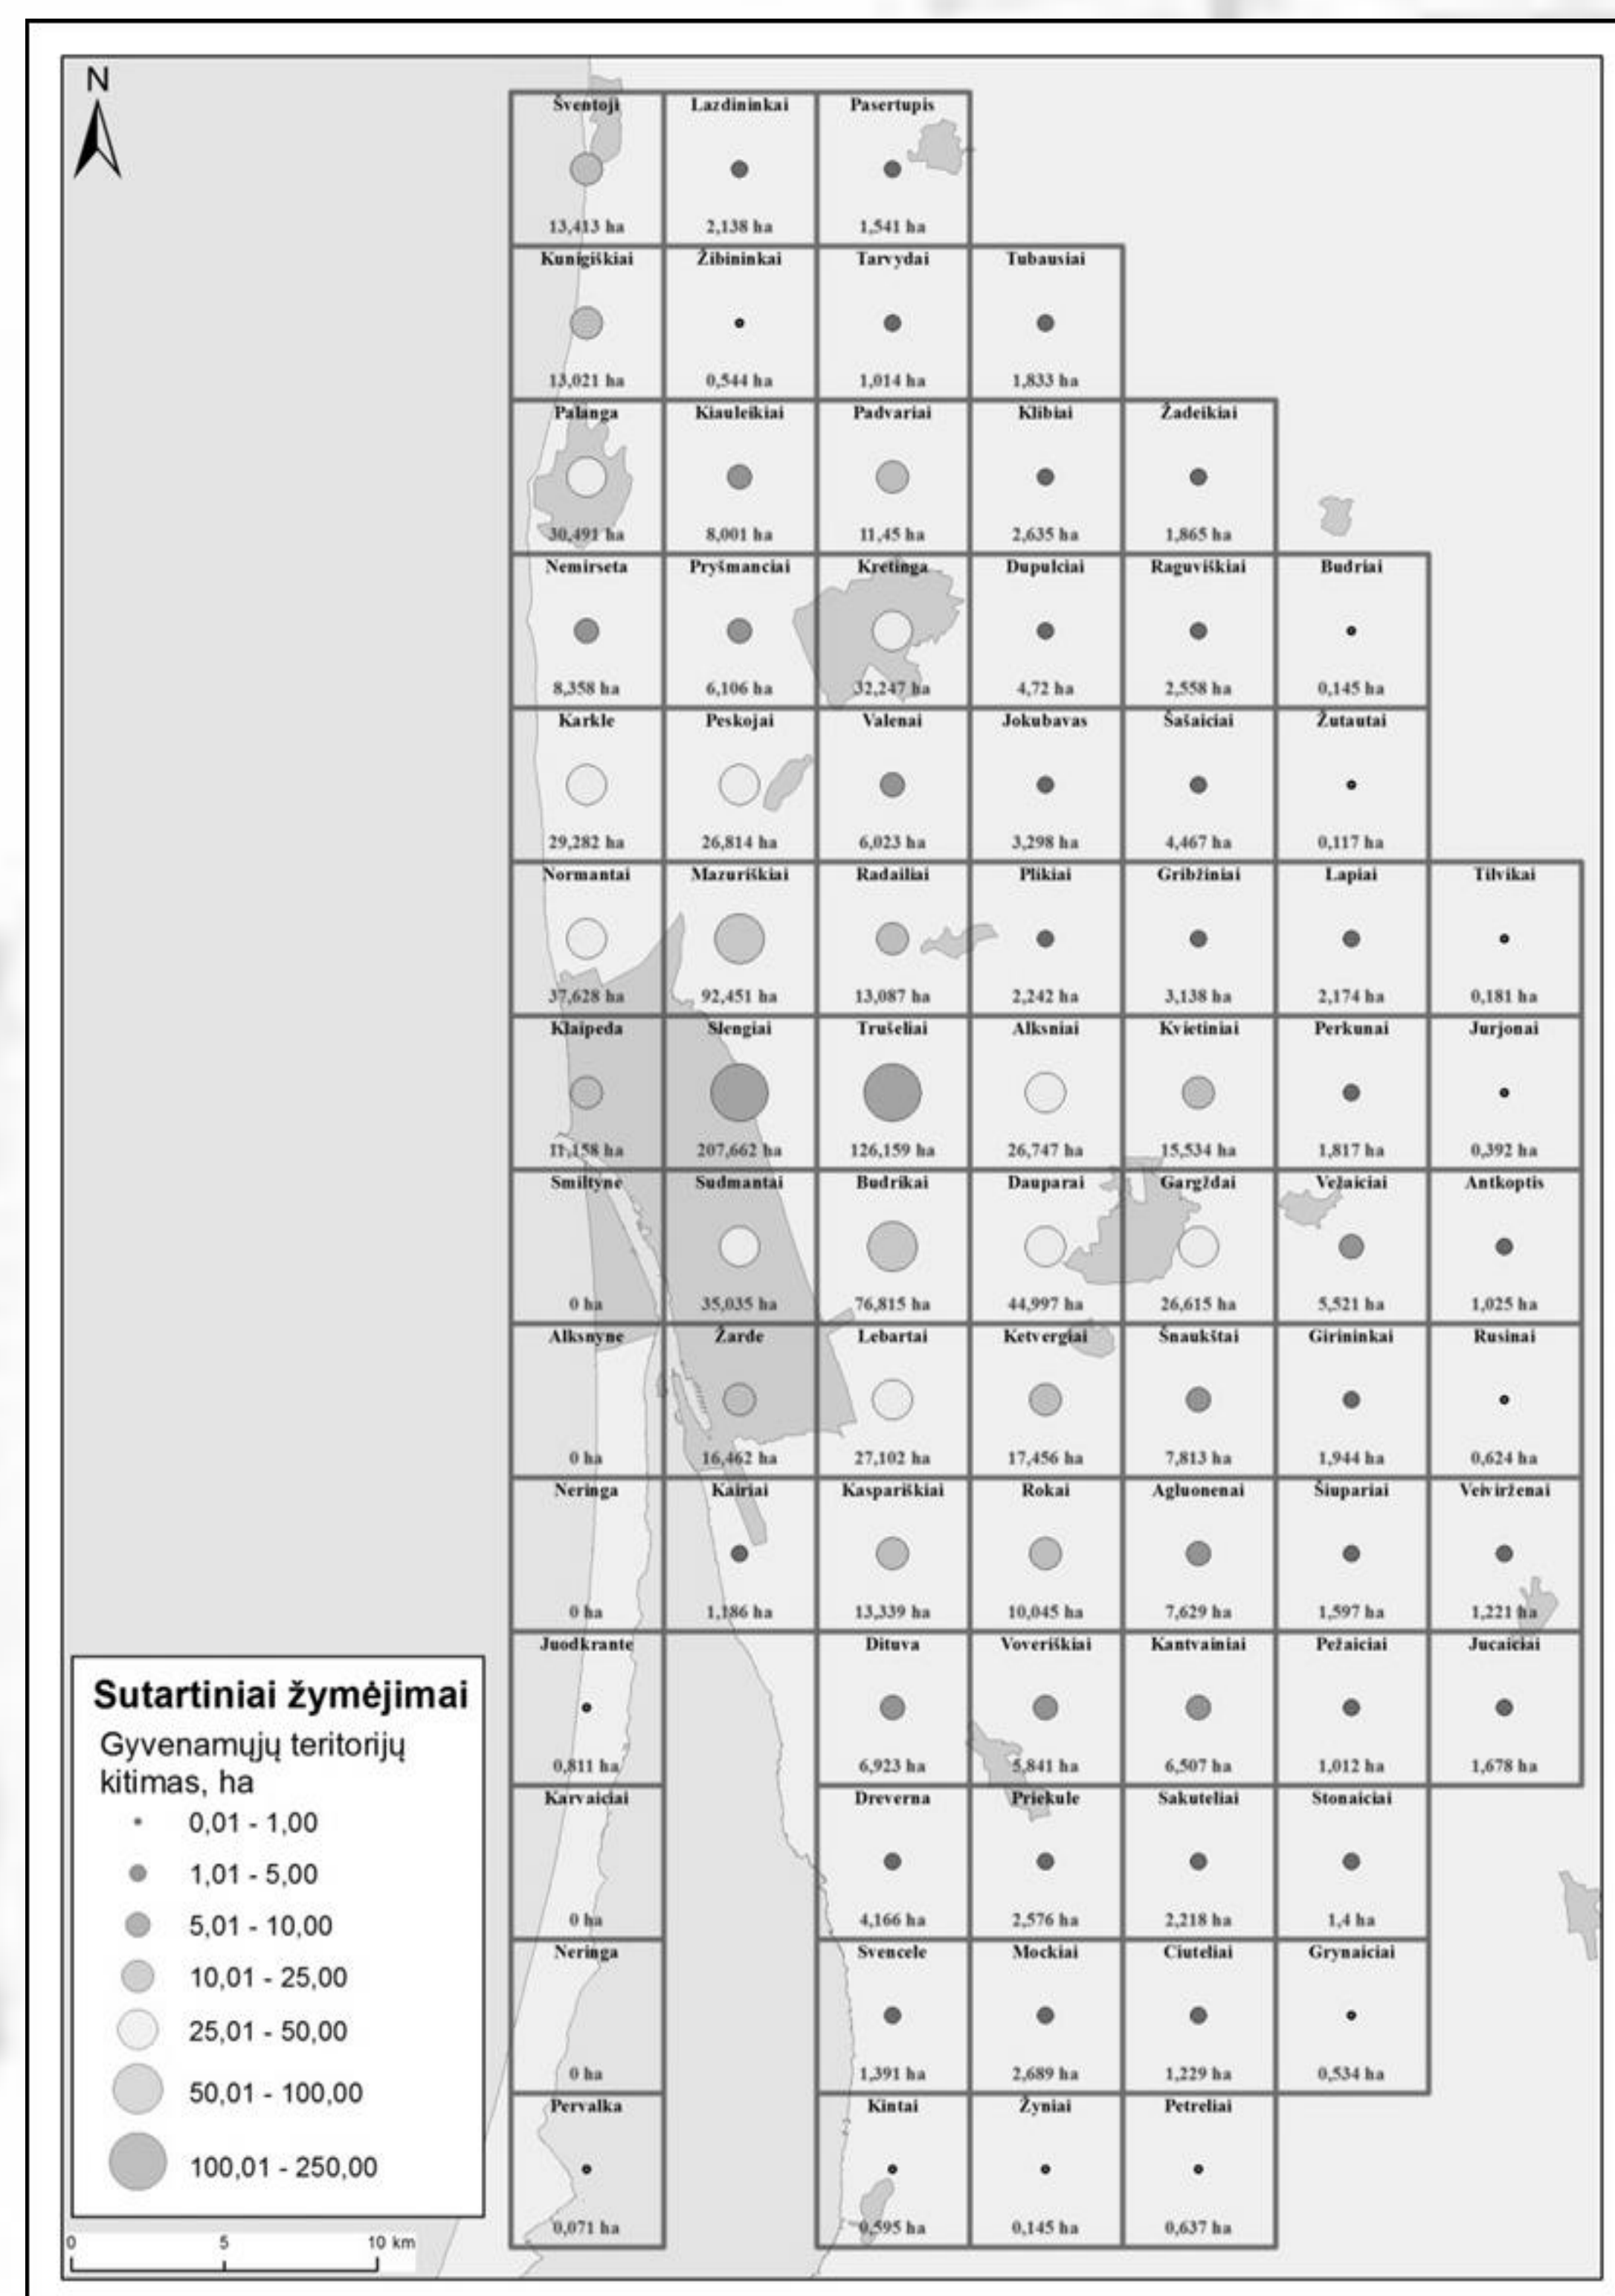 N
Šventoji Lazdininkai Pasertupis
13,413 ha 2,138 ha 1,541 ha
Kunigiškiai Žibininkai Tarvydai Tubausiai
13,021 ha 0,544 ha 1,014 ha 1,833 ha
Palanga Kiauleikiai Padvariai Klibiai Žadeikiai
30,491 ha 8,001 ha 11,45 ha 2,635 ha 1,865 ha
Nemirseta Pryšmanciai Kretinga Dupulciai Raguviškiai Budriai
8,358 ha 6,106 ha 32,247 ha 4,72 ha 2,558 ha 0,145 ha
Karkle Peskojai Valenai Jokubavas Šašaiciai Žutautai
29,282 ha 26,814 ha 6,023 ha 3,298 ha 4,467 ha 0,117 ha
Normantai Mazuriškiai Radailiai Plikiai Gribžiniai Lapiai Tilvikai
37,628 ha 92,451 ha 13,087 ha 2,242 ha 3,138 ha 2,174 ha 0,181 ha
Klaipeda Slengiai Trušeliai Alksniai Kvietiniai Perkunai Jurjonai
11,158 ha 207,662 ha 126,159 ha 26,747 ha 15,534 ha 1,817 ha 0,392 ha
Smiltyne Sudmantai Budrikai Dauparai Gargždai Vežaiciai Antkoptis
0 ha 35,035 ha 76,815 ha 44,997 ha 26,615 ha 5,521 ha 1,025 ha
Alksnyne Žarde Lebartai Ketvergiai Šnaukštai Girininkai Rusinai
0 ha 16,462 ha 27,102 ha 17,456 ha 7,813 ha 1,944 ha 0,624 ha
Neringa Kairiai Kaspariškiai Rokai Agluonenai Šiupariai Veivirženai
0 ha 1,186 ha 13,339 ha 10,045 ha 7,629 ha 1,597 ha 1,221 ha
Juodkrante Dituva Voveriškiai Kantvainiai Pežaiciai Jucaiciai
0,811 ha 6,923 ha 5,841 ha 6,507 ha 1,012 ha 1,678 ha
Karvaiciai Dreverna Priekule Sakuteliai Stonaiciai
0 ha 4,166 ha 2,576 ha 2,218 ha 1,4 ha
Neringa Svencele Mockiai Ciuteliai Grynaiciai
0 ha 1,391 ha 2,689 ha 1,229 ha 0,534 ha
Pervalka Kintai Žyniai Petreliai
0,071 ha 0,595 ha 0,145 ha 0,637 ha
Sutartiniai žymėjimai
Gyvenamųjų teritorijų
kitimas, ha
0,01 - 1,00
1,01 - 5,00
5,01 - 10,00
10,01 - 25,00
25,01 - 50,00
50,01 - 100,00
100,01 - 250,00
0 5 10 km